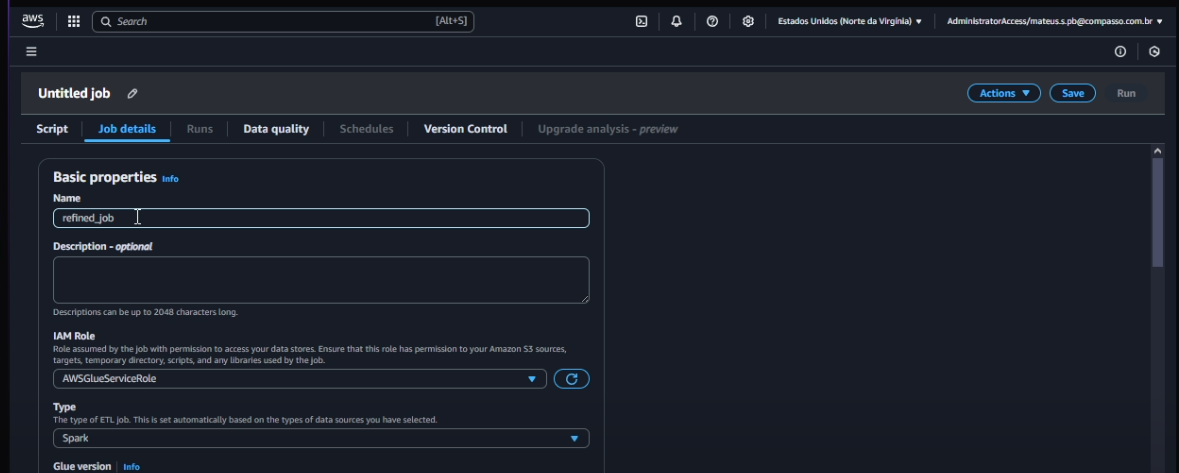 aws Search [Alt+S] Estados Unidos (Norte da Virgínia) AdministratorAccess/mateus.s.pb@compasso.com.br
Untitled job Actions Save Run
Script Job details Runs Data quality Schedules Version Control Upgrade analysis - preview
Basic properties Info
Name
refined_job
Description - optional
Descriptions can be up to 2048 characters long.
IAM Role
Role assumed by the job with permission to access your data stores. Ensure that this role has permission to your Amazon S3 sources,
targets, temporary directory, scripts, and any libraries used by the job.
AWSGlueServiceRole
Type
The type of ETL job. This is set automatically based on the types of data sources you have selected.
Spark
Glue version Info